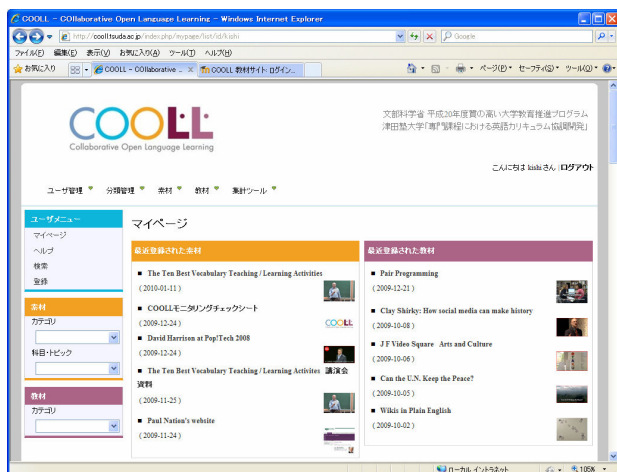 COOLL - COllaborative Open Language Learning - Windows Internet Explorer
http://cooll.tsuda.ac.jp/index.php/mypage/list/id/kishi
Google
ファイル(F) 編集(E) 表示(V) お気に入り(A) ツール(T) ヘルプ(H)
お気に入り
COOLL - COllaborative ...
COOLL 教材サイト: ログイン...
ページ(P) セーフティ(S) ツール(O)
COOLL
Collaborative Open Language Learning
文部科学省 平成20年度質の高い大学教育推進プログラム
津田塾大学「専門課程における英語カリキュラム協働開発」
こんにちは kishi さん | ログアウト
ユーザ管理 分類管理 素材 教材 集計ツール
ユーザメニュー
マイページ
ヘルプ
検索
登録
素材
カテゴリ
科目・トピック
教材
カテゴリ
マイページ
最近登録された素材
■ The Ten Best Vocabulary Teaching / Learning Activities
( 2010-01-11 )
■ COOLLモニタリングチェックシート
( 2009-12-24 )
COOLL
■ David Harrison at Pop!Tech 2008
( 2009-12-24 )
■ The Ten Best Vocabulary Teaching / Learning Activites 講演会
資料
( 2009-11-25 )
■ Paul Nation's website
( 2009-11-24 )
最近登録された教材
■ Pair Programming
( 2009-12-21 )
■ Clay Shirky: How social media can make history
( 2009-10-08 )
■ J F Video Square Arts and Culture
( 2009-10-06 )
■ Can the U.N. Keep the Peace?
( 2009-10-05 )
■ Wikis in Plain English
( 2009-10-02 )
ローカル イントラネット
105%